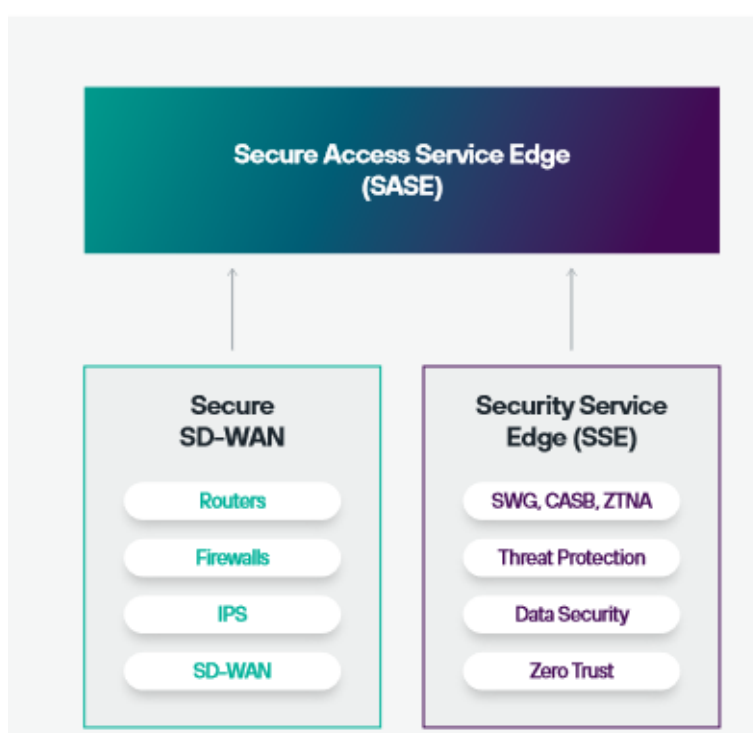 Secure Access Service Edge
(SASE)
Secure
SD-WAN
Routers
Firewalls
IPS
SD-WAN
Security Service
Edge (SSE)
SWG, CASB, ZTNA
Threat Protection
Data Security
Zero Trust